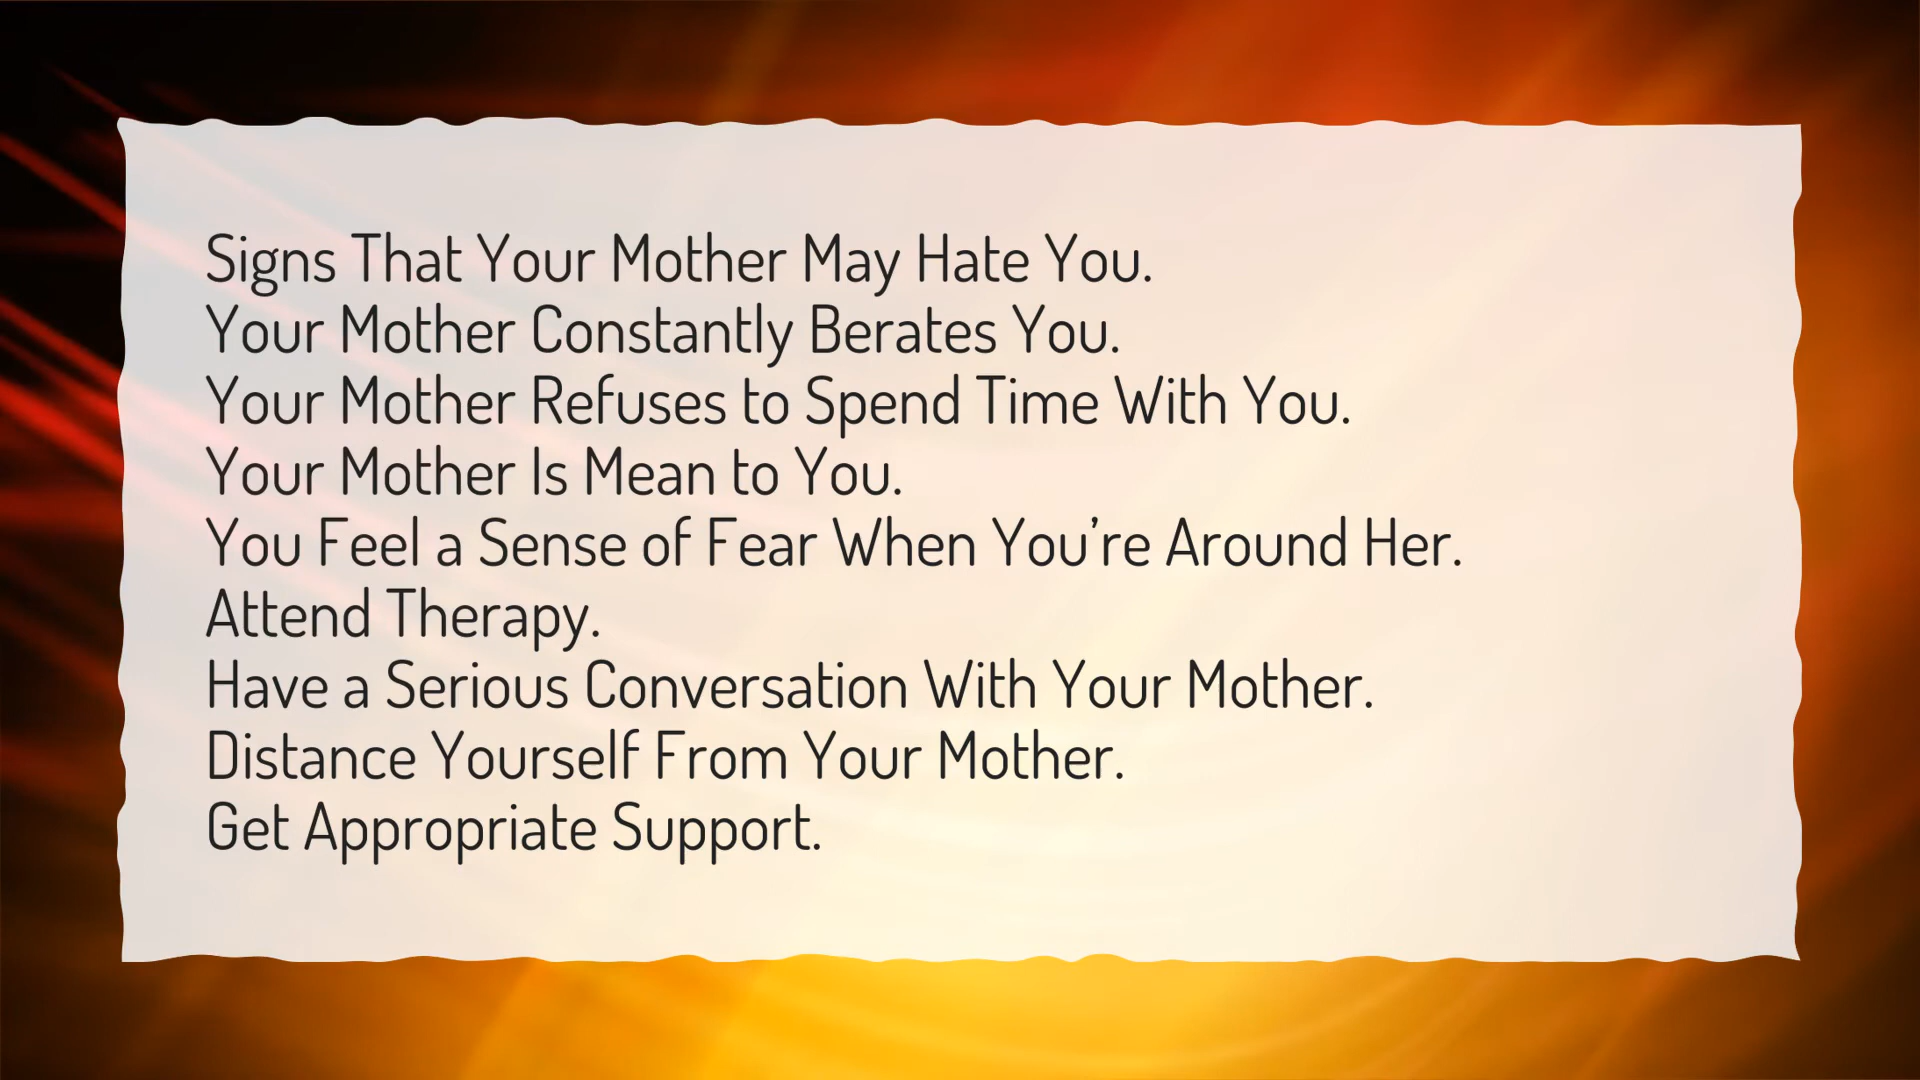 Signs That Your Mother May Hate You.
Your Mother Constantly Berates You.
Your Mother Refuses to Spend Time With You.
Your Mother Is Mean to You.
You Feel a Sense of Fear When You’re Around Her.
Attend Therapy.
Have a Serious Conversation With Your Mother.
Distance Yourself From Your Mother.
Get Appropriate Support.